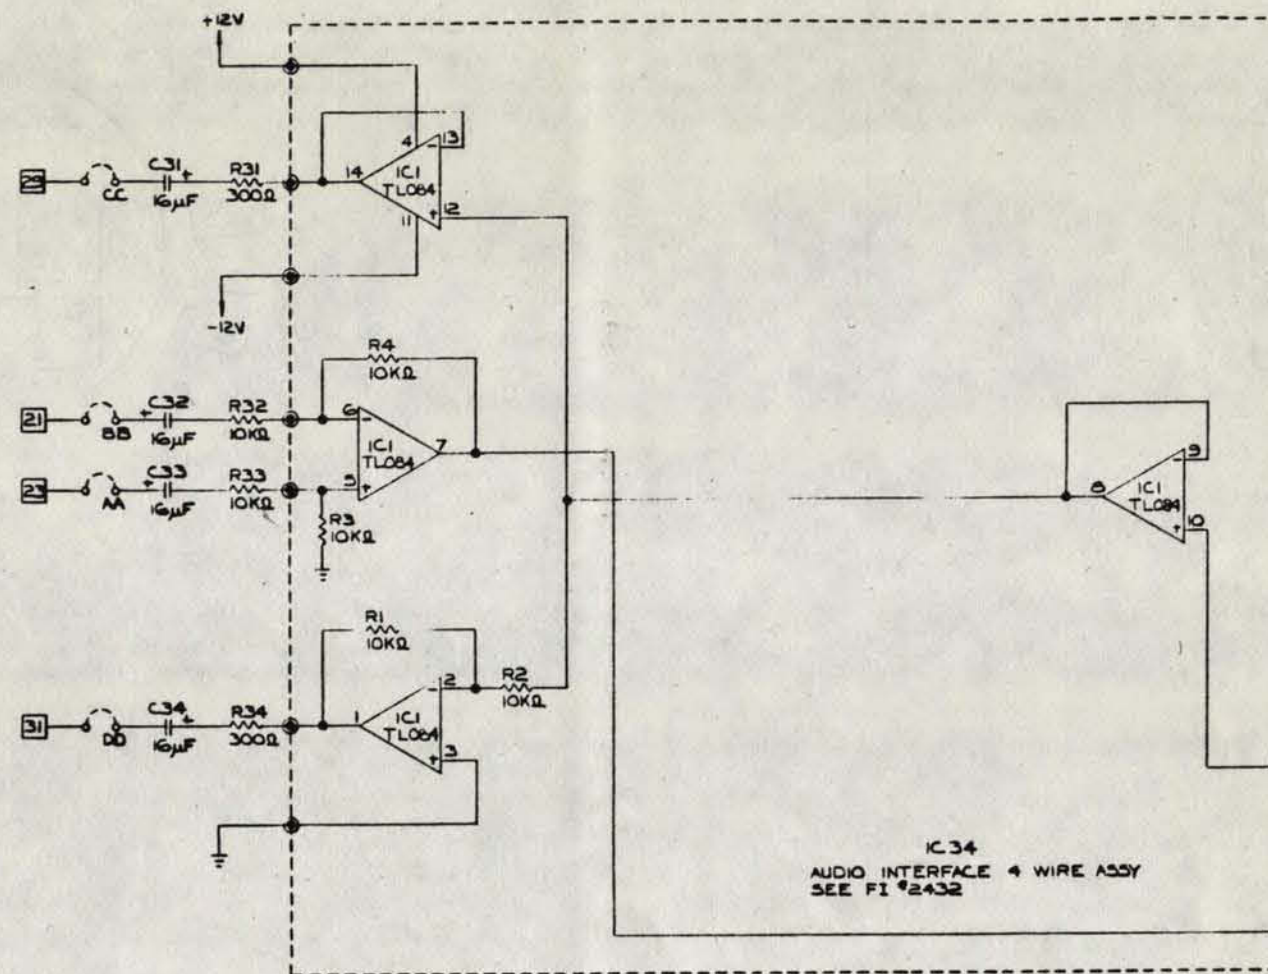 +12V
C31
+
16µF
R31
300Ω
29
CC
14
4
13
-
IC1
TL084
+
12
11
-12V
R4
10KΩ
21
BB
+
C32
16µF
R32
10KΩ
6
-
IC1
TL084
7
23
AA
+
C33
16µF
R33
10KΩ
5
+
R3
10KΩ
9
-
8
IC1
TL084
+
10
R1
10KΩ
2
-
R2
10KΩ
31
DD
C34
+
16µF
R34
300Ω
1
IC1
TL084
3
+
IC34
AUDIO INTERFACE 4 WIRE ASSY
SEE FI #2432